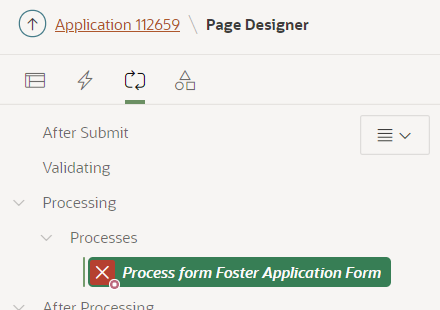 Application 112659 \ Page Designer
After Submit
Validating
Processing
Processes
Process form Foster Application Form
After Processing